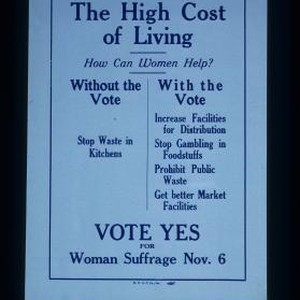 The High Cost
of Living
How Can Women Help?
Without the
Vote
Stop Waste in
Kitchens
With the
Vote
Increase Facilities
for Distribution
Stop Gambling in
Foodstuffs
Prohibit Public
Waste
Get better Market
Facilities
VOTE YES
FOR
Woman Suffrage Nov. 6